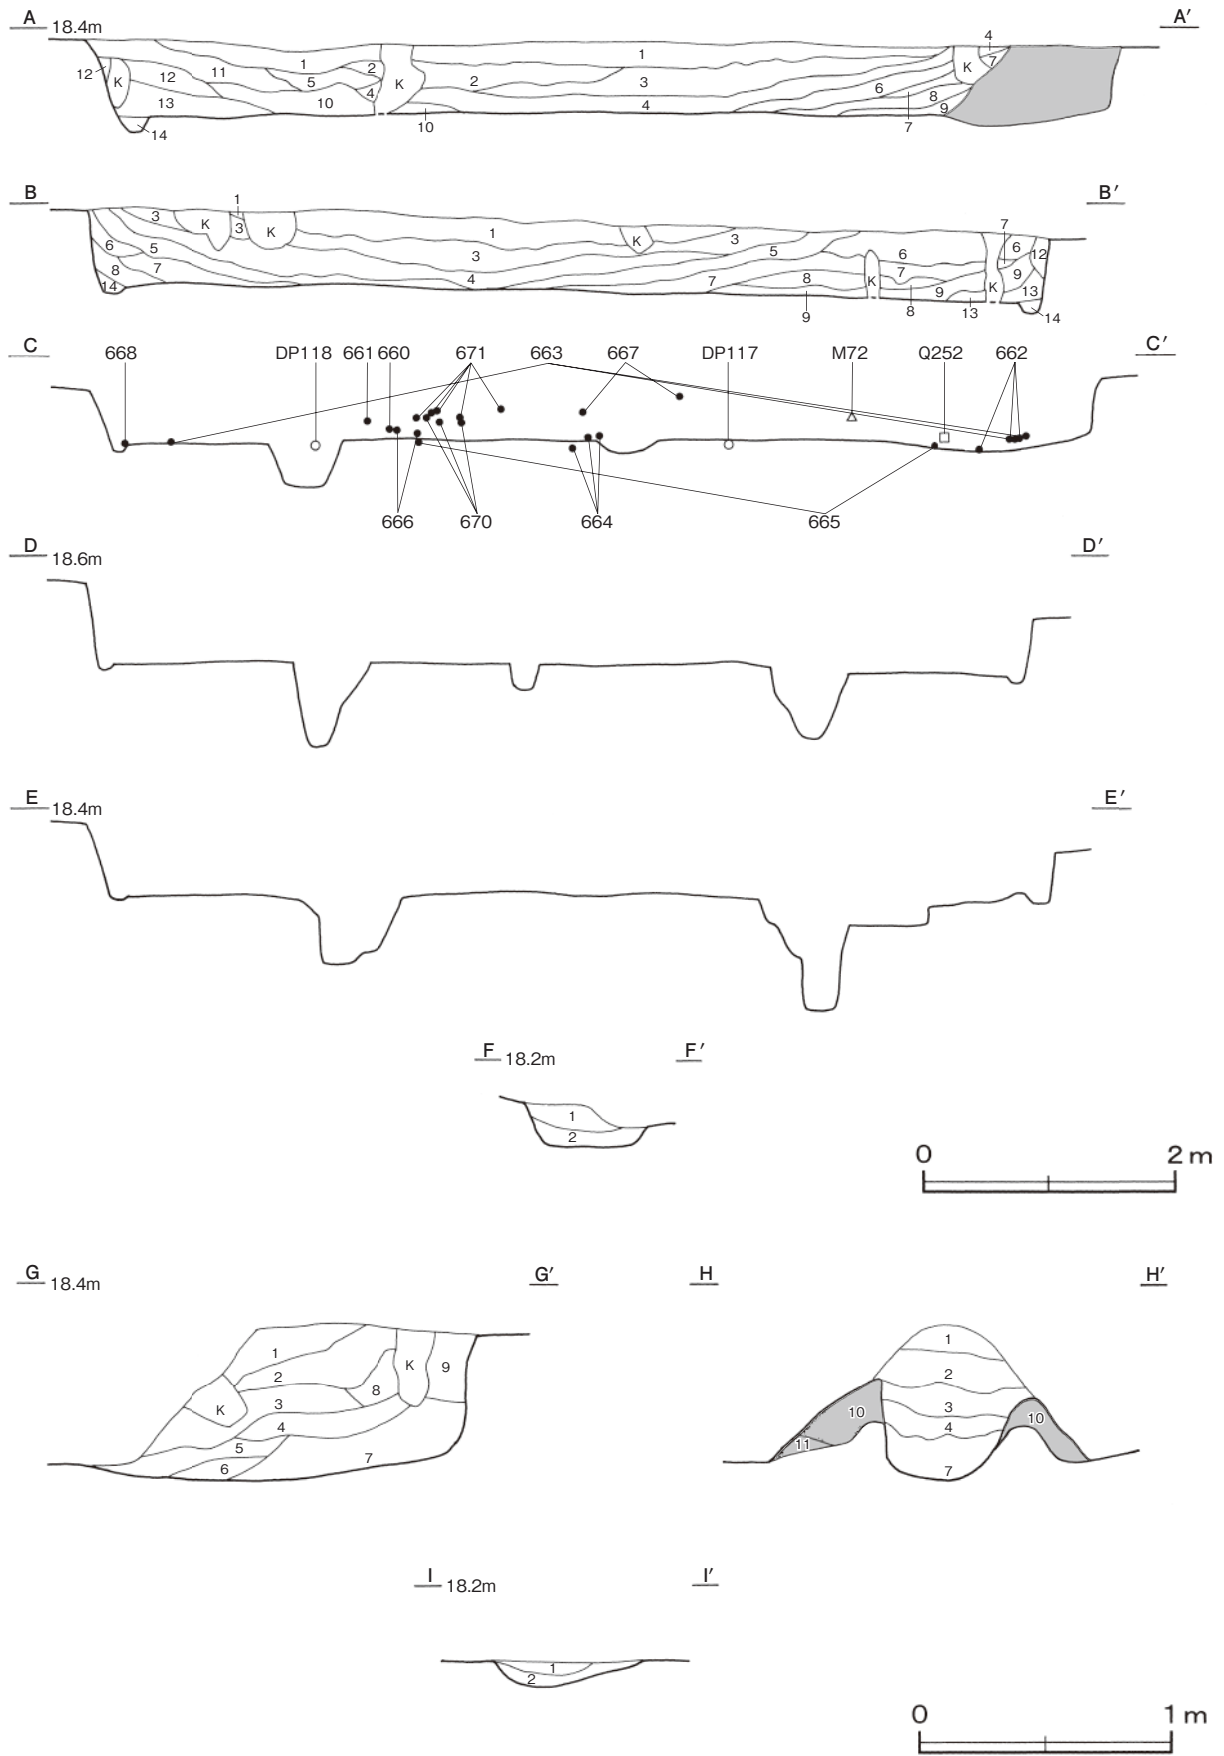 A 18.4m A′
4
1 1
12 K 12 11 5 2 K 2 3 K 7
4 6 8
13 10 4 9
14 10 7
B B′
1 7
3 K 3 K 1 K 3 6 6 12
6 5 3 5 7 9
8 7 4 7 8 K 9 K 13
14 9 8 13 14
C 668 DP118 661 660 671 663 667 DP117 M72 Q252 662 C′
666 670 664 665
D 18.6m D′
E 18.4m E′
F 18.2m F′
1
2
0 2 m
G 18.4m G′ H H′
1 K 9 1
2 8 2
K 3 10 3 10
4 11 4
5 7
6 7
I 18.2m I′
1
2
0 1 m